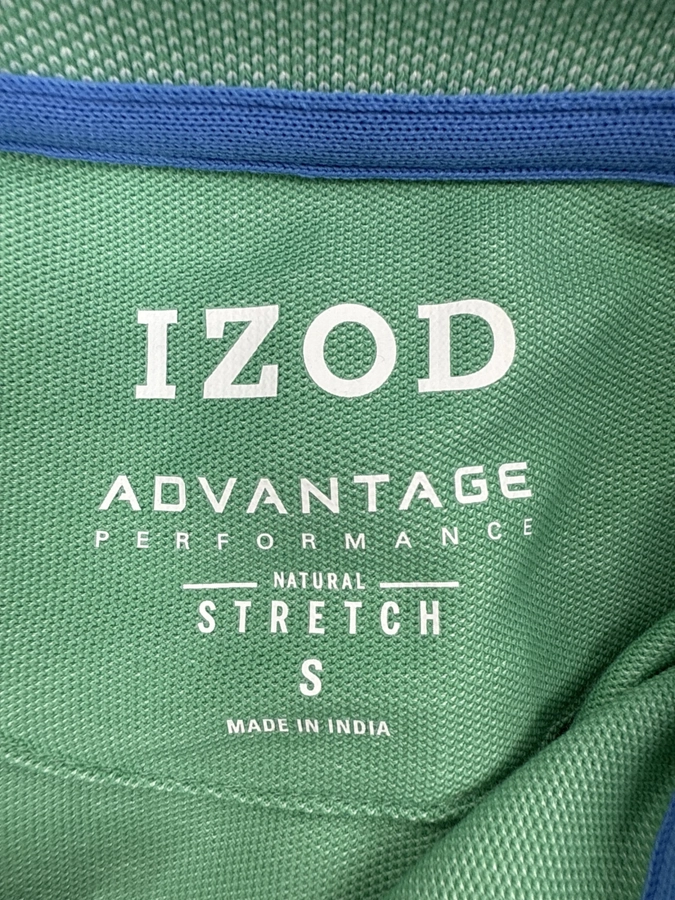 IZOD
ADVANTAGE
PERFORMANCE
NATURAL
STRETCH
S
MADE IN INDIA